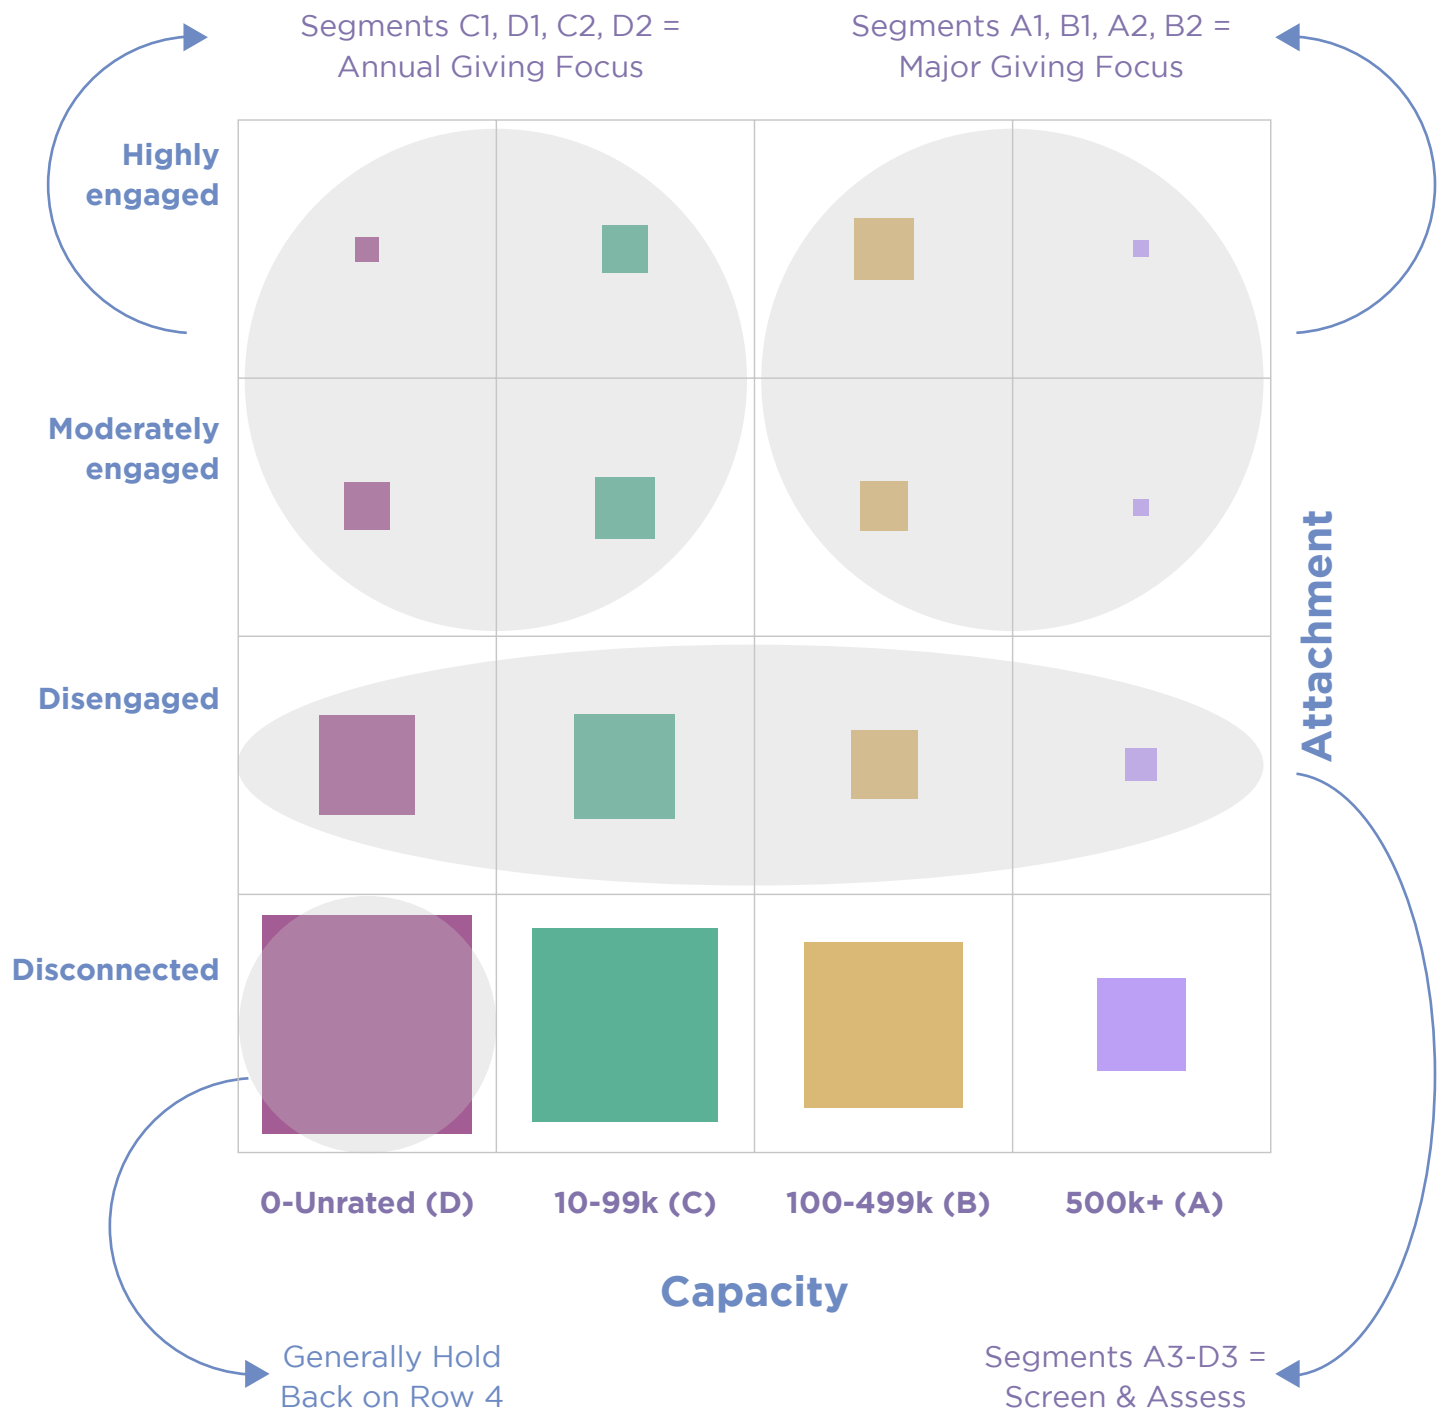 Segments C1, D1, C2, D2 =
Annual Giving Focus
Segments A1, B1, A2, B2 =
Major Giving Focus
Highly
engaged
Moderately
engaged
Disengaged
Disconnected
Attachment
0-Unrated (D)
10-99k (C)
100-499k (B)
500k+ (A)
Capacity
Generally Hold
Back on Row 4
Segments A3-D3 =
Screen & Assess